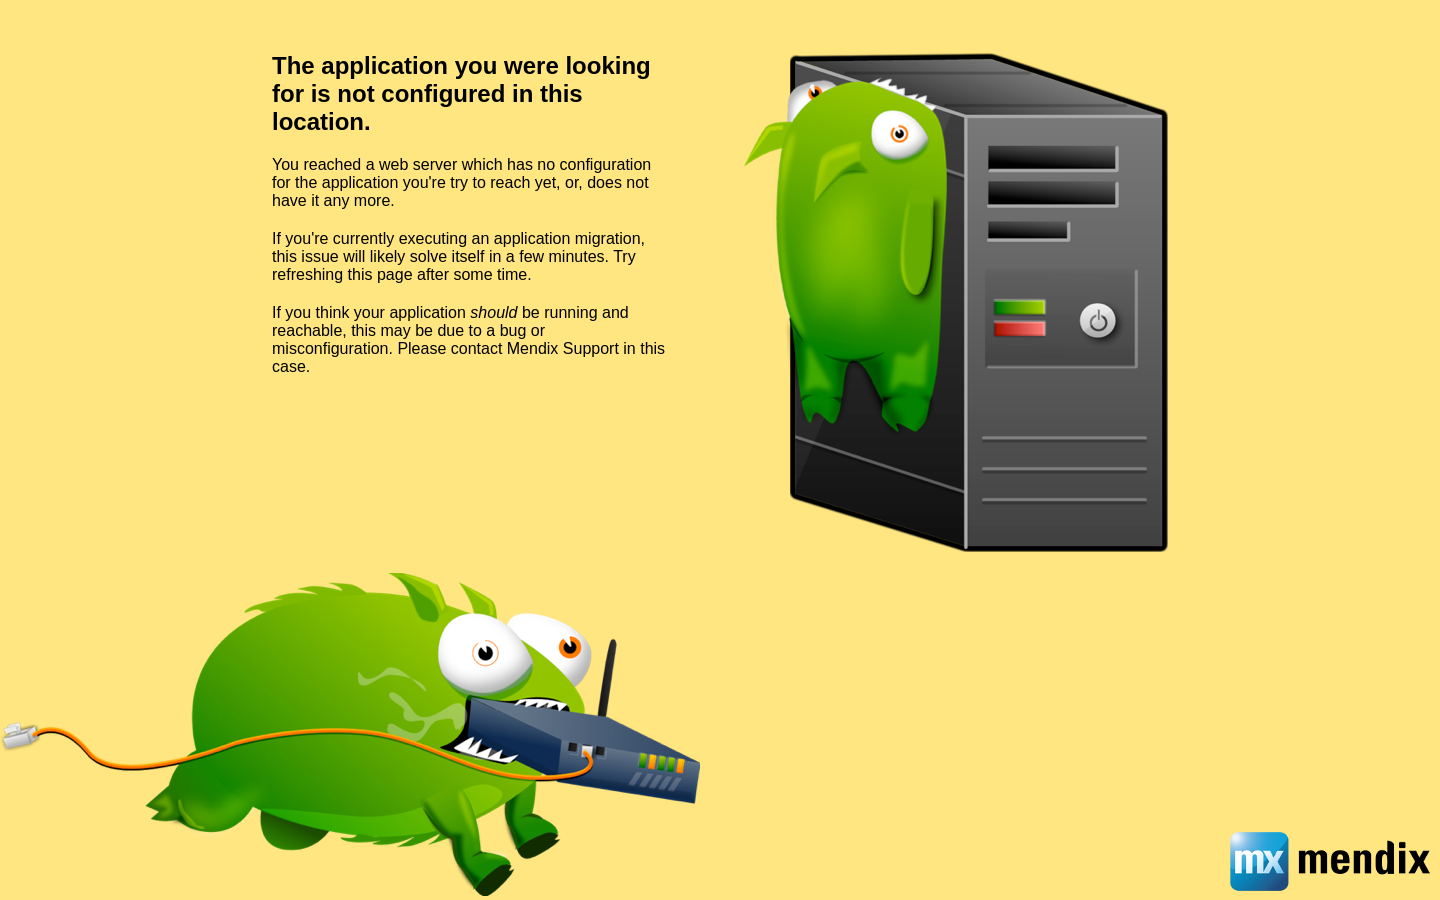 The application you were looking
for is not configured in this
location.
You reached a web server which has no configuration
for the application you're try to reach yet, or, does not
have it any more.
If you're currently executing an application migration,
this issue will likely solve itself in a few minutes. Try
refreshing this page after some time.
If you think your application should be running and
reachable, this may be due to a bug or
misconfiguration. Please contact Mendix Support in this
case.
mx mendix